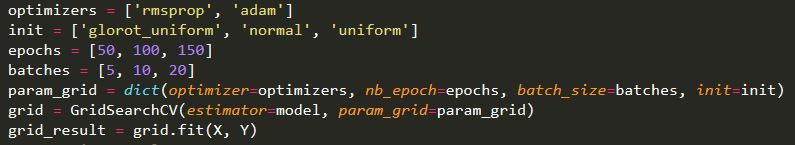 optimizers = ['rmsprop', 'adam']
init = ['glorot_uniform', 'normal', 'uniform']
epochs = [50, 100, 150]
batches = [5, 10, 20]
param_grid = dict(optimizer=optimizers, nb_epoch=epochs, batch_size=batches, init=init)
grid = GridSearchCV(estimator=model, param_grid=param_grid)
grid_result = grid.fit(X, Y)